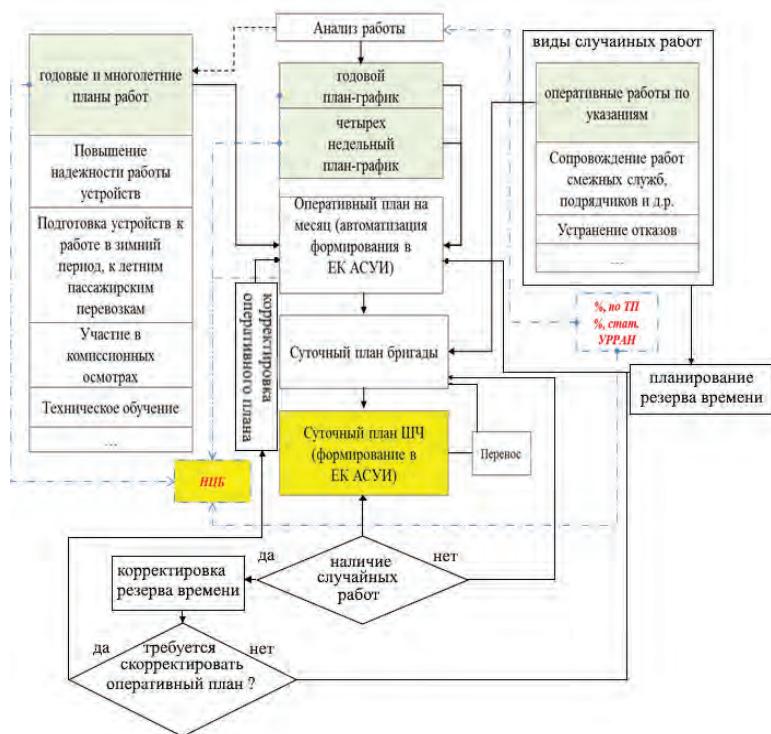 Анализ работы
годовые и многолетние
планы работ
Повышение
надежности работы
устройств
Подготовка устройств к
работе в зимний
период, к летним
пассажирским
перевозкам
Участие в
комиссионных
осмотрах
Техническое обучение
…
годовой
план-график
четырех
недельный
план-график
Оперативный план на
месяц (автоматизация
формирования в
ЕК АСУИ)
корректировка
оперативного плана
Суточный план бригады
Суточный план ШЧ
(формирование в
ЕК АСУИ)
Перенос
НЦБ
виды случайных работ
оперативные работы по
указаниям
Сопровождение работ
смежных служб,
подрядчиков и д.р.
Устранение отказов
…
%, по ТП
%, стат.
УРРАН
планирование
резерва времени
да
наличие
случайных
работ
нет
корректировка
резерва времени
да
требуется
скорректировать
оперативный план ?
нет